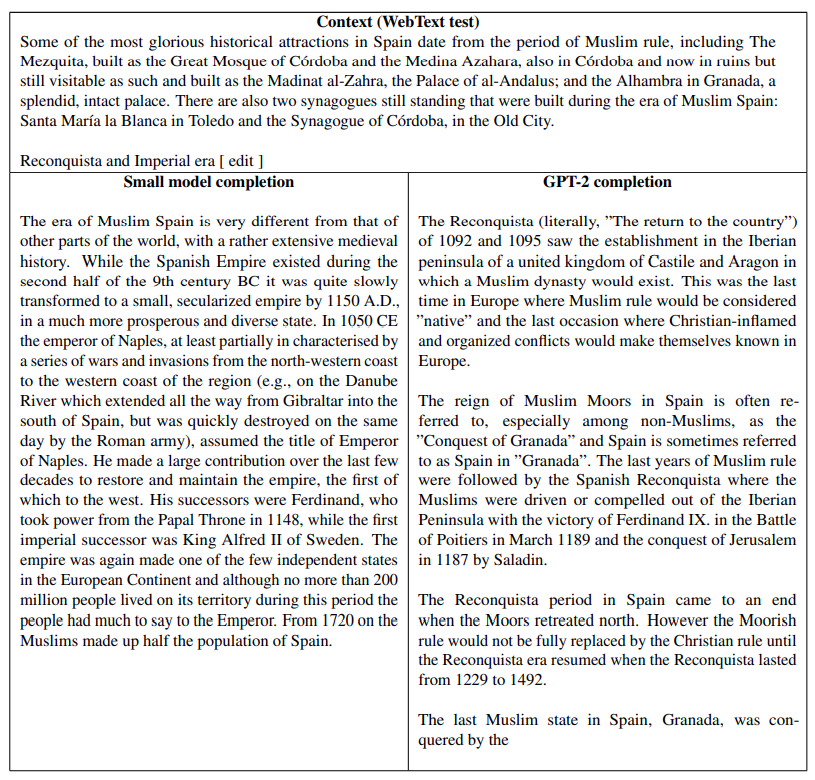 Context (WebText test)
Some of the most glorious historical attractions in Spain date from the period of Muslim rule, including The
Mezquita, built as the Great Mosque of Córdoba and the Medina Azahara, also in Córdoba and now in ruins but
still visitable as such and built as the Madinat al-Zahra, the Palace of al-Andalus; and the Alhambra in Granada, a
splendid, intact palace. There are also two synagogues still standing that were built during the era of Muslim Spain:
Santa María la Blanca in Toledo and the Synagogue of Córdoba, in the Old City.
Reconquista and Imperial era [ edit ]
Small model completion
The era of Muslim Spain is very different from that of
other parts of the world, with a rather extensive medieval
history. While the Spanish Empire existed during the
second half of the 9th century BC it was quite slowly
transformed to a small, secularized empire by 1150 A.D.,
in a much more prosperous and diverse state. In 1050 CE
the emperor of Naples, at least partially in characterised by
a series of wars and invasions from the north-western coast
to the western coast of the region (e.g., on the Danube
River which extended all the way from Gibraltar into the
south of Spain, but was quickly destroyed on the same
day by the Roman army), assumed the title of Emperor
of Naples. He made a large contribution over the last few
decades to restore and maintain the empire, the first of
which to the west. His successors were Ferdinand, who
took power from the Papal Throne in 1148, while the first
imperial successor was King Alfred II of Sweden. The
empire was again made one of the few independent states
in the European Continent and although no more than 200
million people lived on its territory during this period the
people had much to say to the Emperor. From 1720 on the
Muslims made up half the population of Spain.
GPT-2 completion
The Reconquista (literally, ”The return to the country”)
of 1092 and 1095 saw the establishment in the Iberian
peninsula of a united kingdom of Castile and Aragon in
which a Muslim dynasty would exist. This was the last
time in Europe where Muslim rule would be considered
”native” and the last occasion where Christian-inflamed
and organized conflicts would make themselves known in
Europe.
The reign of Muslim Moors in Spain is often re-
ferred to, especially among non-Muslims, as the
”Conquest of Granada” and Spain is sometimes referred
to as Spain in ”Granada”. The last years of Muslim rule
were followed by the Spanish Reconquista where the
Muslims were driven or compelled out of the Iberian
Peninsula with the victory of Ferdinand IX. in the Battle
of Poitiers in March 1189 and the conquest of Jerusalem
in 1187 by Saladin.
The Reconquista period in Spain came to an end
when the Moors retreated north. However the Moorish
rule would not be fully replaced by the Christian rule until
the Reconquista era resumed when the Reconquista lasted
from 1229 to 1492.
The last Muslim state in Spain, Granada, was con-
quered by the